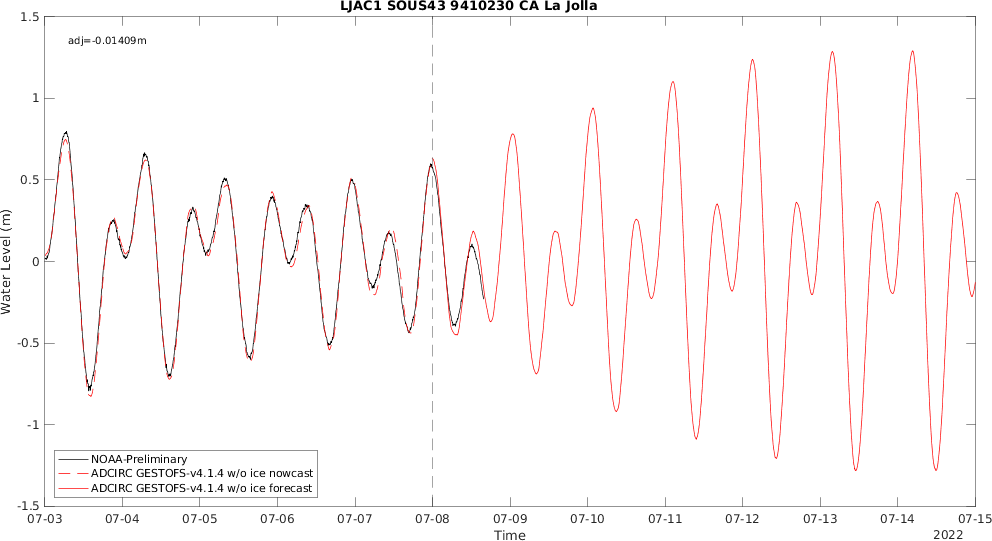 LJAC1 SOUS43 9410230 CA La Jolla
adj=-0.01409m
1.5
1
0.5
0
-0.5
-1
-1.5
Water Level (m)
NOAA-Preliminary
ADCIRC GESTOFS-v4.1.4 w/o ice nowcast
ADCIRC GESTOFS-v4.1.4 w/o ice forecast
07-03 07-04 07-05 07-06 07-07 07-08 07-09 07-10 07-11 07-12 07-13 07-14 07-15
Time
2022